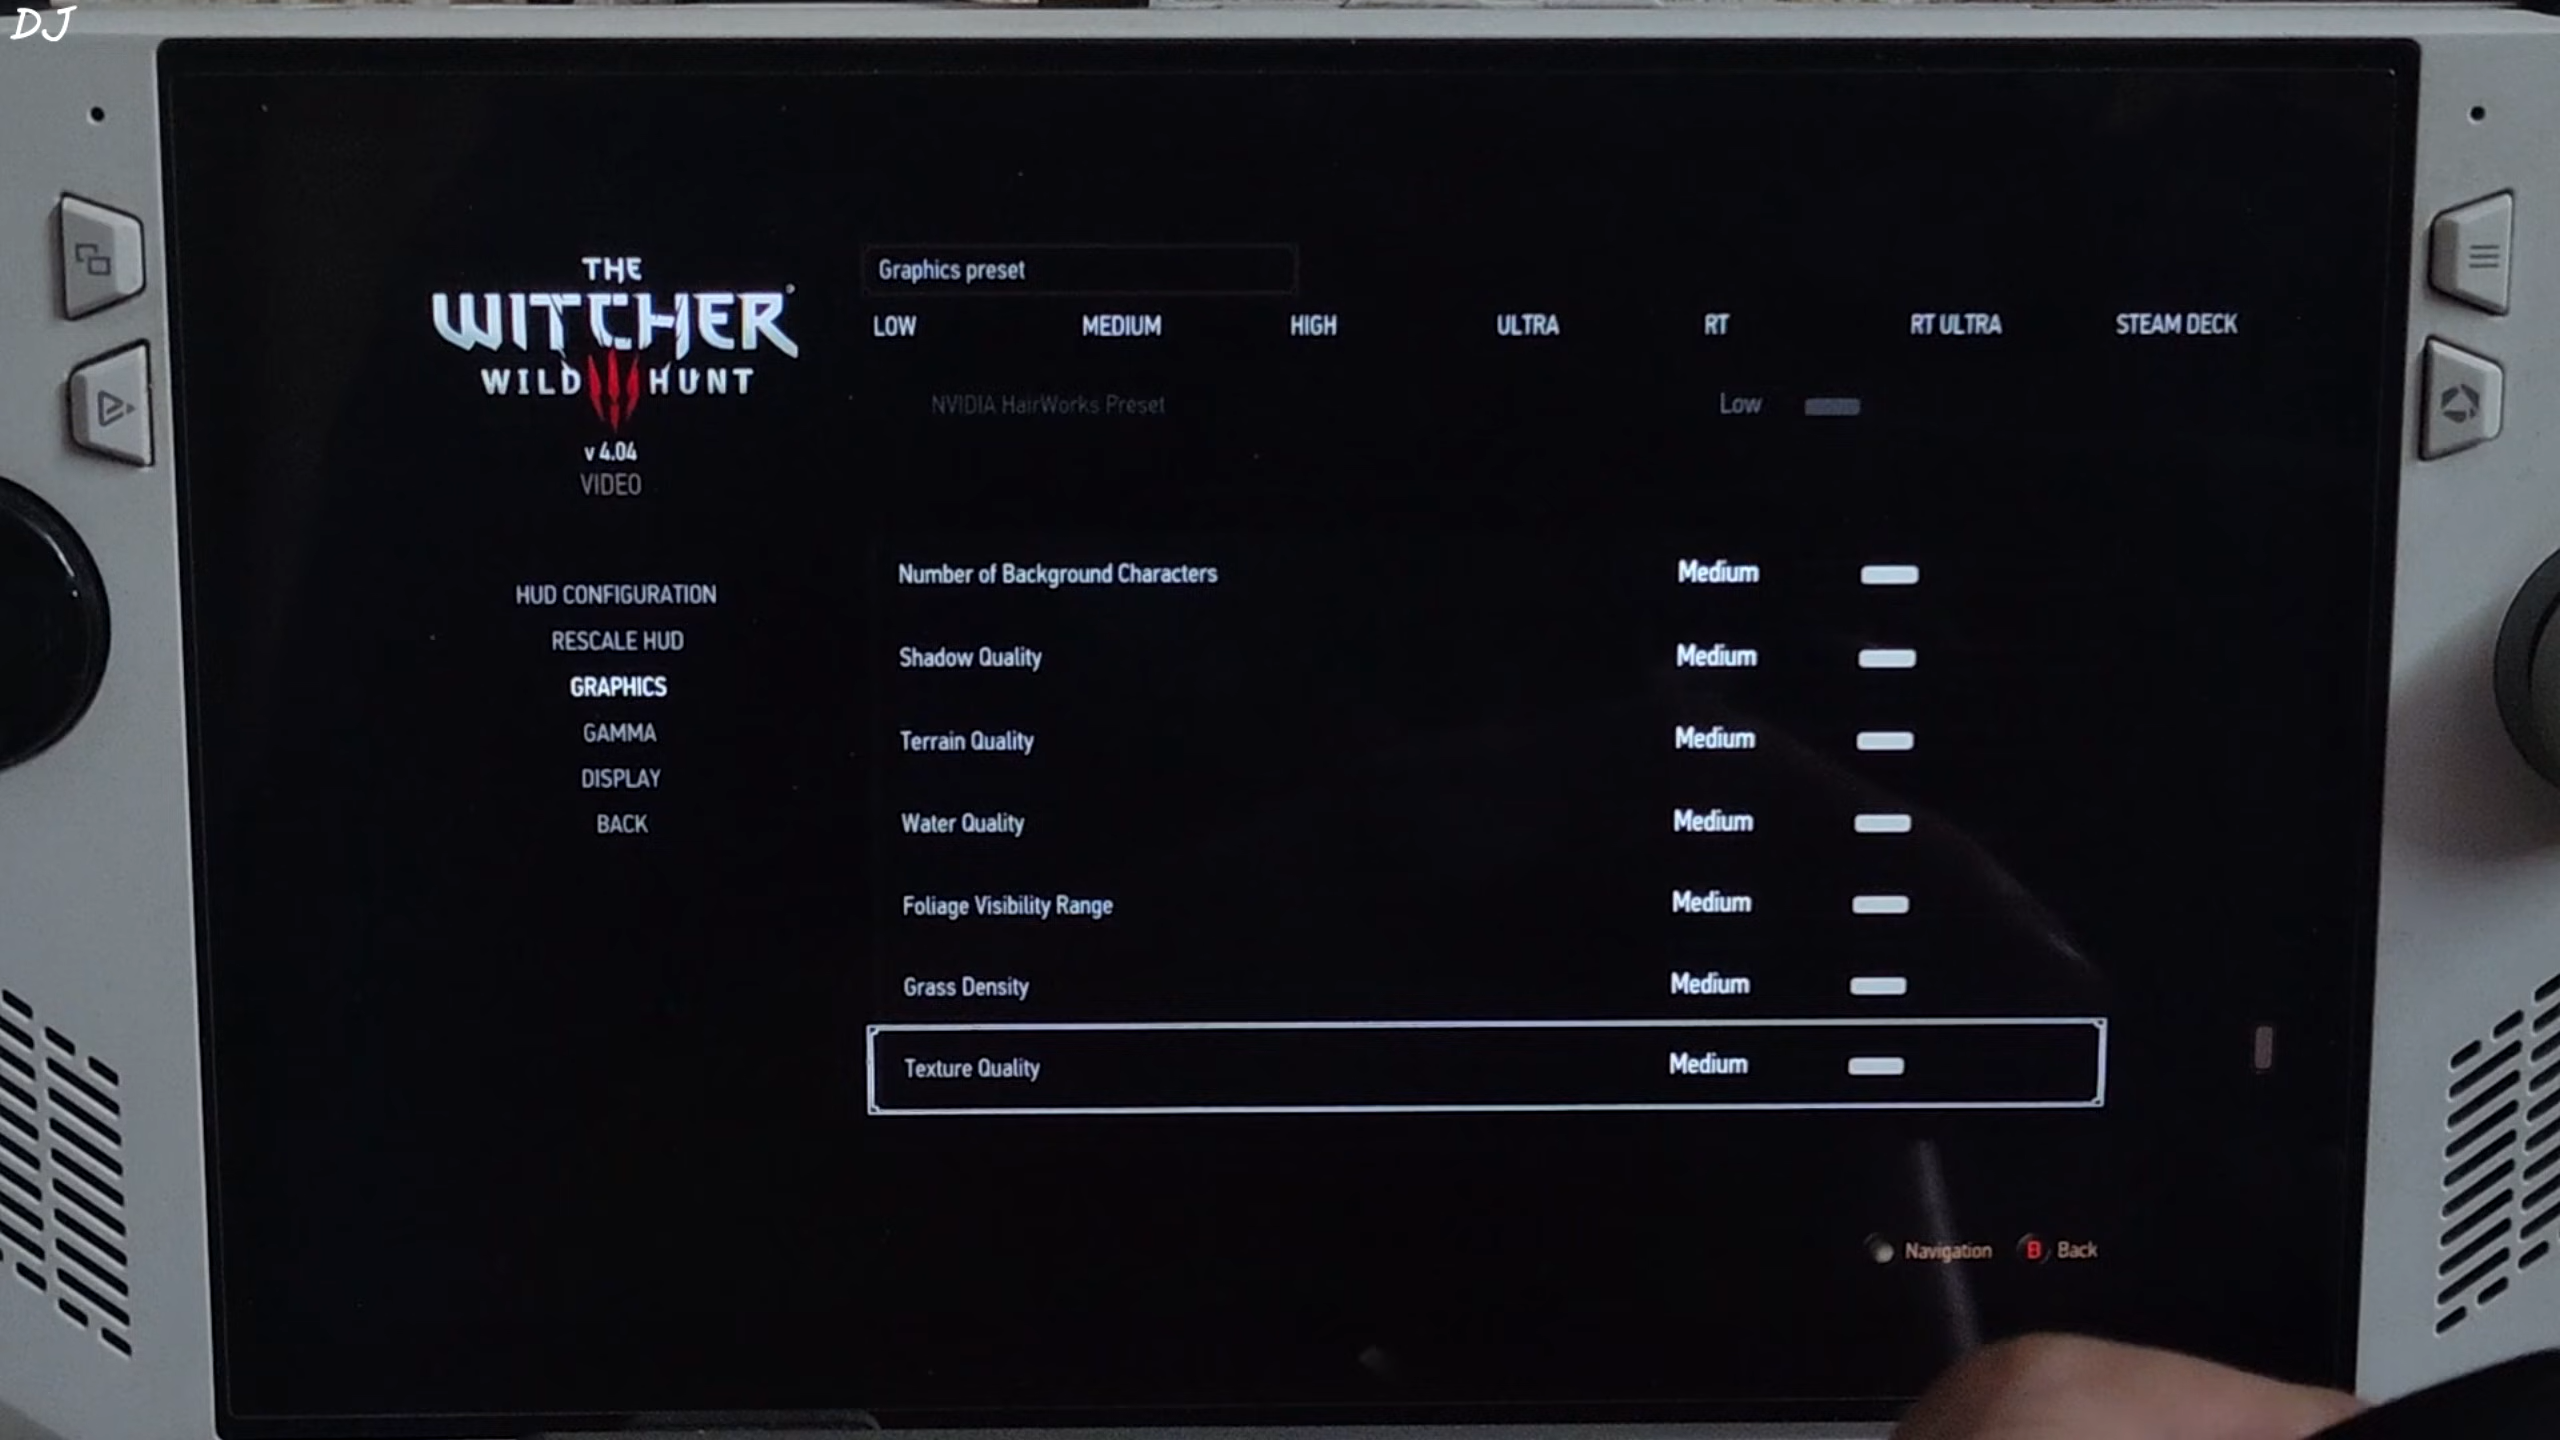 DJ
THE
WITCHER
WILD HUNT
v 4.04
VIDEO
HUD CONFIGURATION
RESCALE HUD
GRAPHICS
GAMMA
DISPLAY
BACK
Graphics preset
LOW MEDIUM HIGH ULTRA RT RT ULTRA STEAM DECK
NVIDIA HairWorks Preset Low
Number of Background Characters Medium
Shadow Quality Medium
Terrain Quality Medium
Water Quality Medium
Foliage Visibility Range Medium
Grass Density Medium
Texture Quality Medium
Navigation B Back